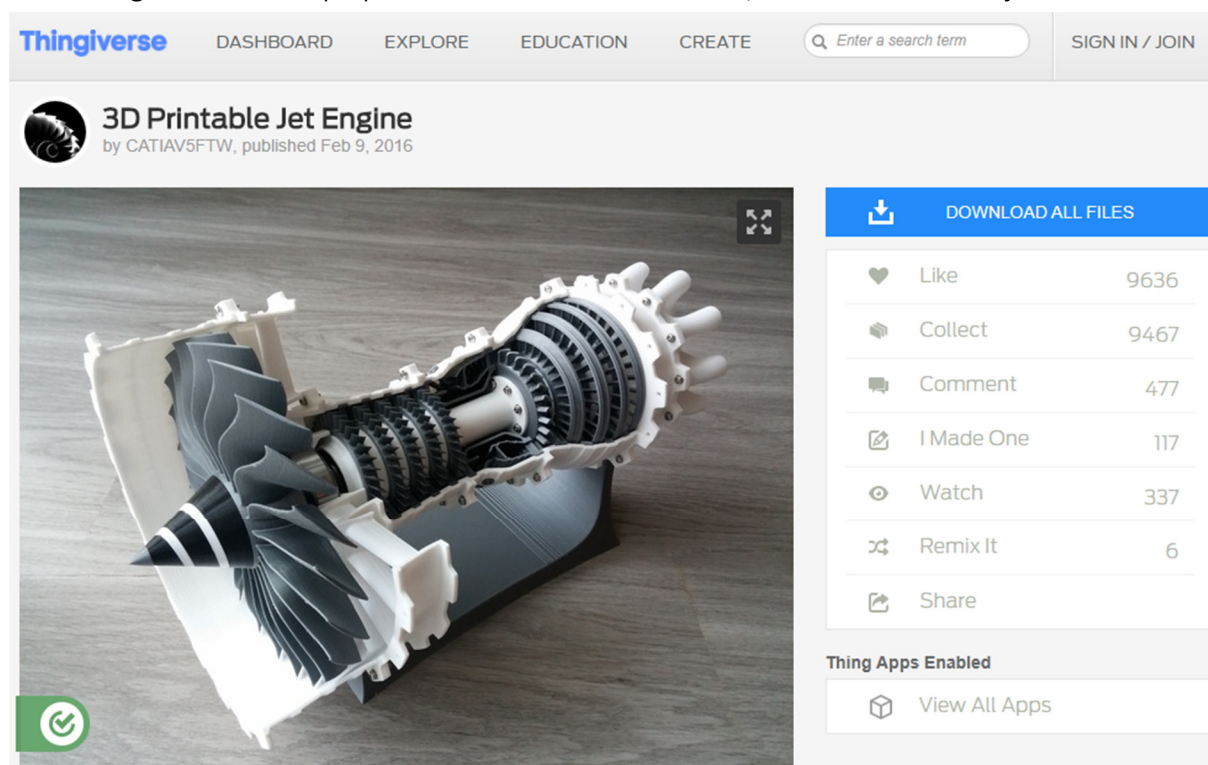 Thingiverse DASHBOARD EXPLORE EDUCATION CREATE Enter a search term SIGN IN / JOIN
3D Printable Jet Engine
by CATIAV5FTW, published Feb 9, 2016
DOWNLOAD ALL FILES
Like 9636
Collect 9467
Comment 477
I Made One 117
Watch 337
Remix It 6
Share
Thing Apps Enabled
View All Apps